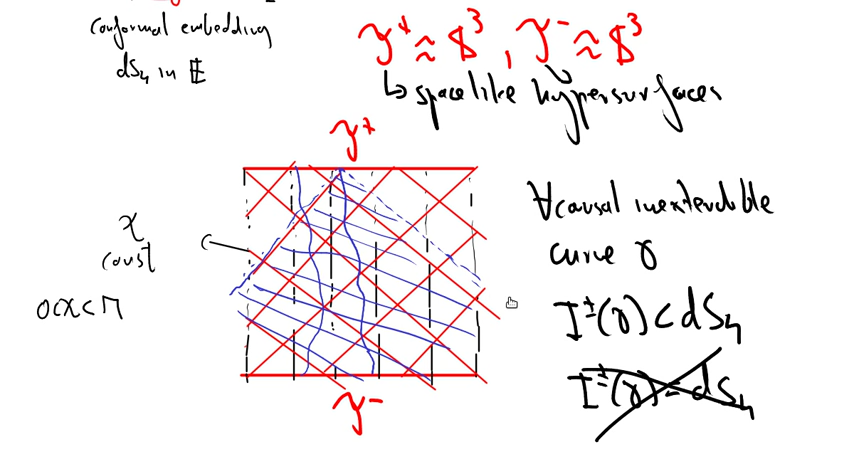 conformal embedding
dS₄ in E
𝒥⁺ ≈ S³ , 𝒥⁻ ≈ S³
↳ spacelike hypersurfaces
𝒥⁺
χ
const
0<χ<π
𝒥⁻
∀ causal inextendible
curve γ
I±(γ) ⊂ dS₄
I±(γ) = dS₄